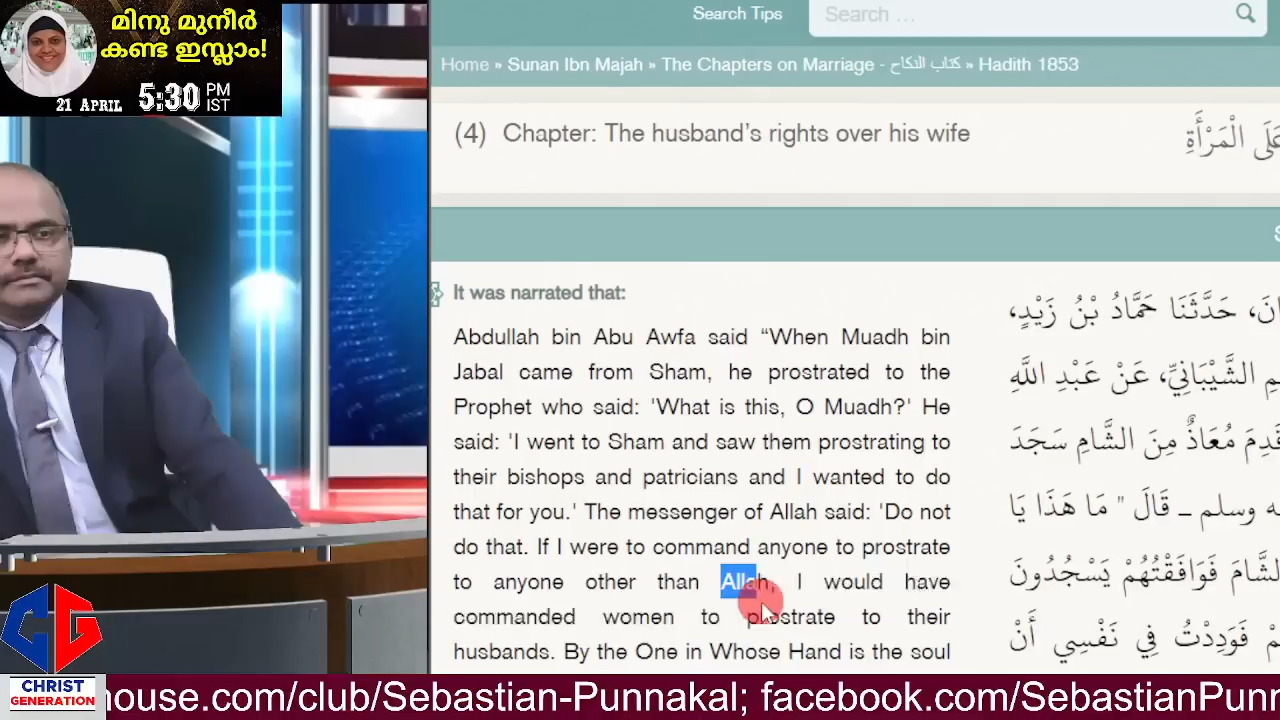 മിനു മുനീർ
കണ്ട ഇസ്ലാം!
21 APRIL 5:30 PM IST
Search Tips
Search ...
Home » Sunan Ibn Majah » The Chapters on Marriage - كتاب النكاح » Hadith 1853
(4) Chapter: The husband's rights over his wife
عَلَى الْمَرْأَةِ
It was narrated that:
Abdullah bin Abu Awfa said “When Muadh bin
Jabal came from Sham, he prostrated to the
Prophet who said: 'What is this, O Muadh?' He
said: 'I went to Sham and saw them prostrating to
their bishops and patricians and I wanted to do
that for you.' The messenger of Allah said: 'Do not
do that. If I were to command anyone to prostrate
to anyone other than Allah, I would have
commanded women to prostrate to their
husbands. By the One in Whose Hand is the soul
حَدَّثَنَا حَمَّادُ بْنُ زَيْدٍ،
الشَّيْبَانِيِّ، عَنْ عَبْدِ اللَّهِ
قَدِمَ مُعَاذٌ مِنَ الشَّامِ سَجَدَ
وسلم ـ قَالَ " مَا هَذَا يَا
الشَّامَ فَوَافَقْتُهُمْ يَسْجُدُونَ
فَوَدِدْتُ فِي نَفْسِي أَنْ
CG
CHRIST
GENERATION
house.com/club/Sebastian-Punnakal; facebook.com/SebastianPunn